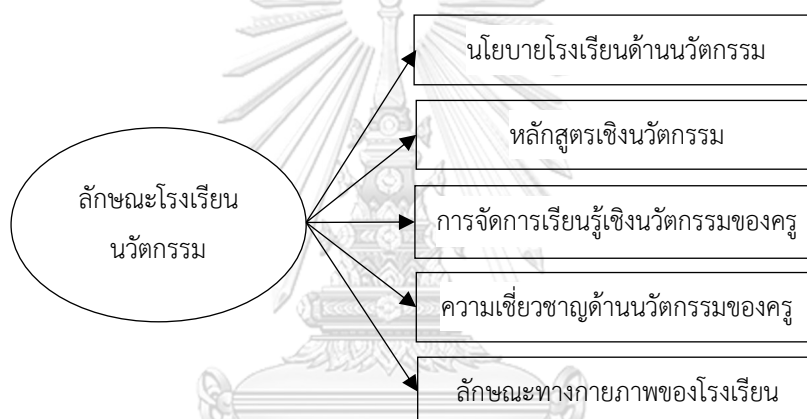 ลักษณะโรงเรียน
นวัตกรรม
นโยบายโรงเรียนด้านนวัตกรรม
หลักสูตรเชิงนวัตกรรม
การจัดการเรียนรู้เชิงนวัตกรรมของครู
ความเชี่ยวชาญด้านนวัตกรรมของครู
ลักษณะทางกายภาพของโรงเรียน